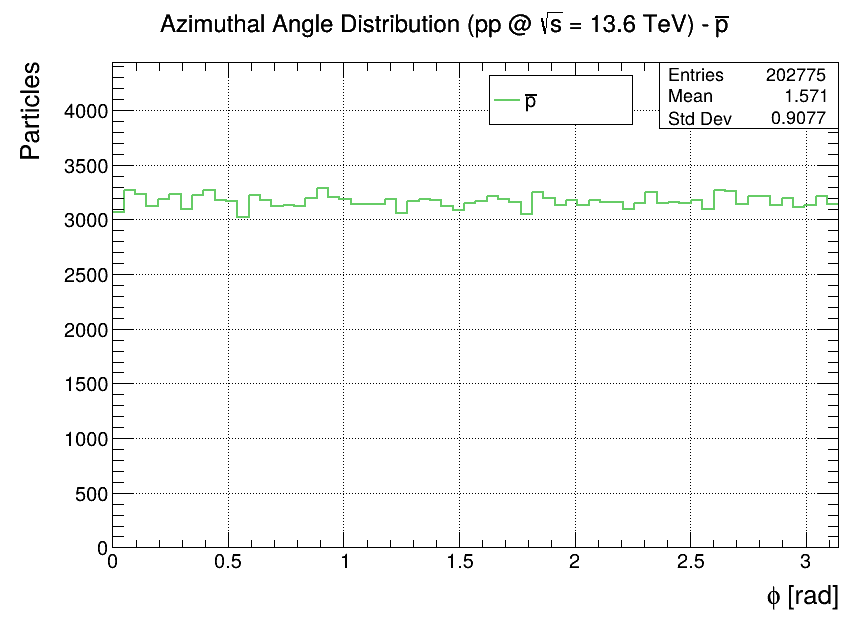 Azimuthal Angle Distribution (pp @ √s = 13.6 TeV) - p̅
Particles
p̅
Entries 202775
Mean 1.571
Std Dev 0.9077
4000
3500
3000
2500
2000
1500
1000
500
0
0 0.5 1 1.5 2 2.5 3
ϕ [rad]